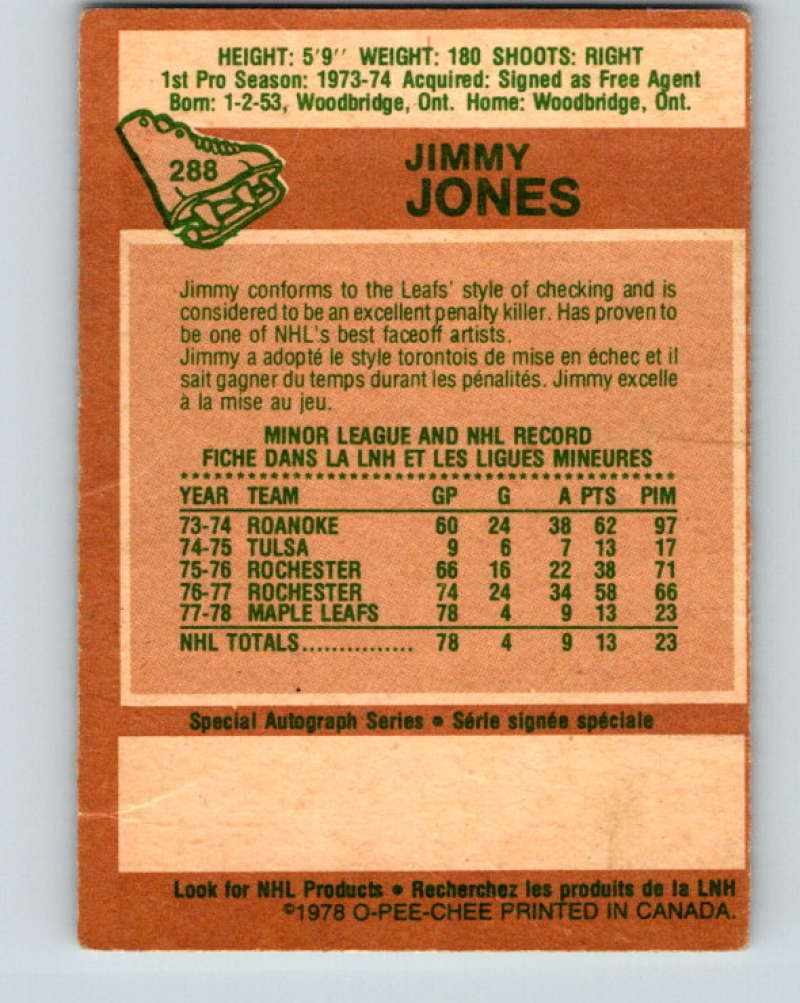 HEIGHT: 5'9'' WEIGHT: 180 SHOOTS: RIGHT
1st Pro Season: 1973-74 Acquired: Signed as Free Agent
Born: 1-2-53, Woodbridge, Ont. Home: Woodbridge, Ont.
288
JIMMY
JONES
Jimmy conforms to the Leafs' style of checking and is
considered to be an excellent penalty killer. Has proven to
be one of NHL's best faceoff artists.
Jimmy a adopté le style torontois de mise en échec et il
sait gagner du temps durant les pénalités. Jimmy excelle
à la mise au jeu.
MINOR LEAGUE AND NHL RECORD
FICHE DANS LA LNH ET LES LIGUES MINEURES
YEAR TEAM GP G A PTS PIM
73-74 ROANOKE 60 24 38 62 97
74-75 TULSA 9 6 7 13 17
75-76 ROCHESTER 66 16 22 38 71
76-77 ROCHESTER 74 24 34 58 66
77-78 MAPLE LEAFS 78 4 9 13 23
NHL TOTALS............... 78 4 9 13 23
Special Autograph Series • Série signée spéciale
Look for NHL Products • Recherchez les produits de la LNH
©1978 O-PEE-CHEE PRINTED IN CANADA.